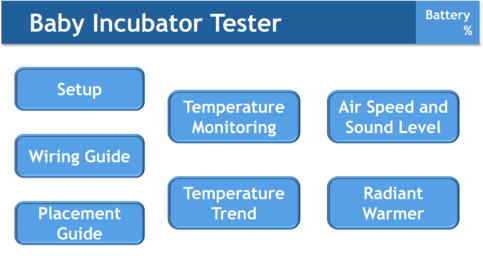 Baby Incubator Tester
Battery
%
Setup
Wiring Guide
Placement
Guide
Temperature
Monitoring
Temperature
Trend
Air Speed and
Sound Level
Radiant
Warmer